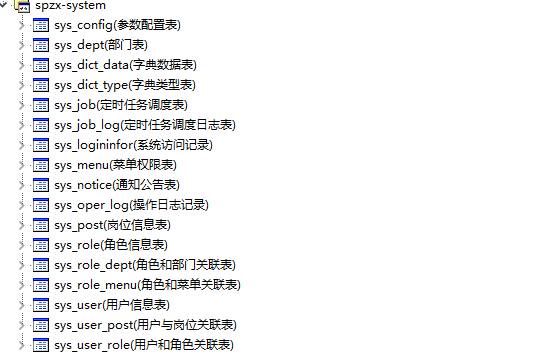 spzx-system
sys_config(参数配置表)
sys_dept(部门表)
sys_dict_data(字典数据表)
sys_dict_type(字典类型表)
sys_job(定时任务调度表)
sys_job_log(定时任务调度日志表)
sys_logininfor(系统访问记录)
sys_menu(菜单权限表)
sys_notice(通知公告表)
sys_oper_log(操作日志记录)
sys_post(岗位信息表)
sys_role(角色信息表)
sys_role_dept(角色和部门关联表)
sys_role_menu(角色和菜单关联表)
sys_user(用户信息表)
sys_user_post(用户与岗位关联表)
sys_user_role(用户和角色关联表)